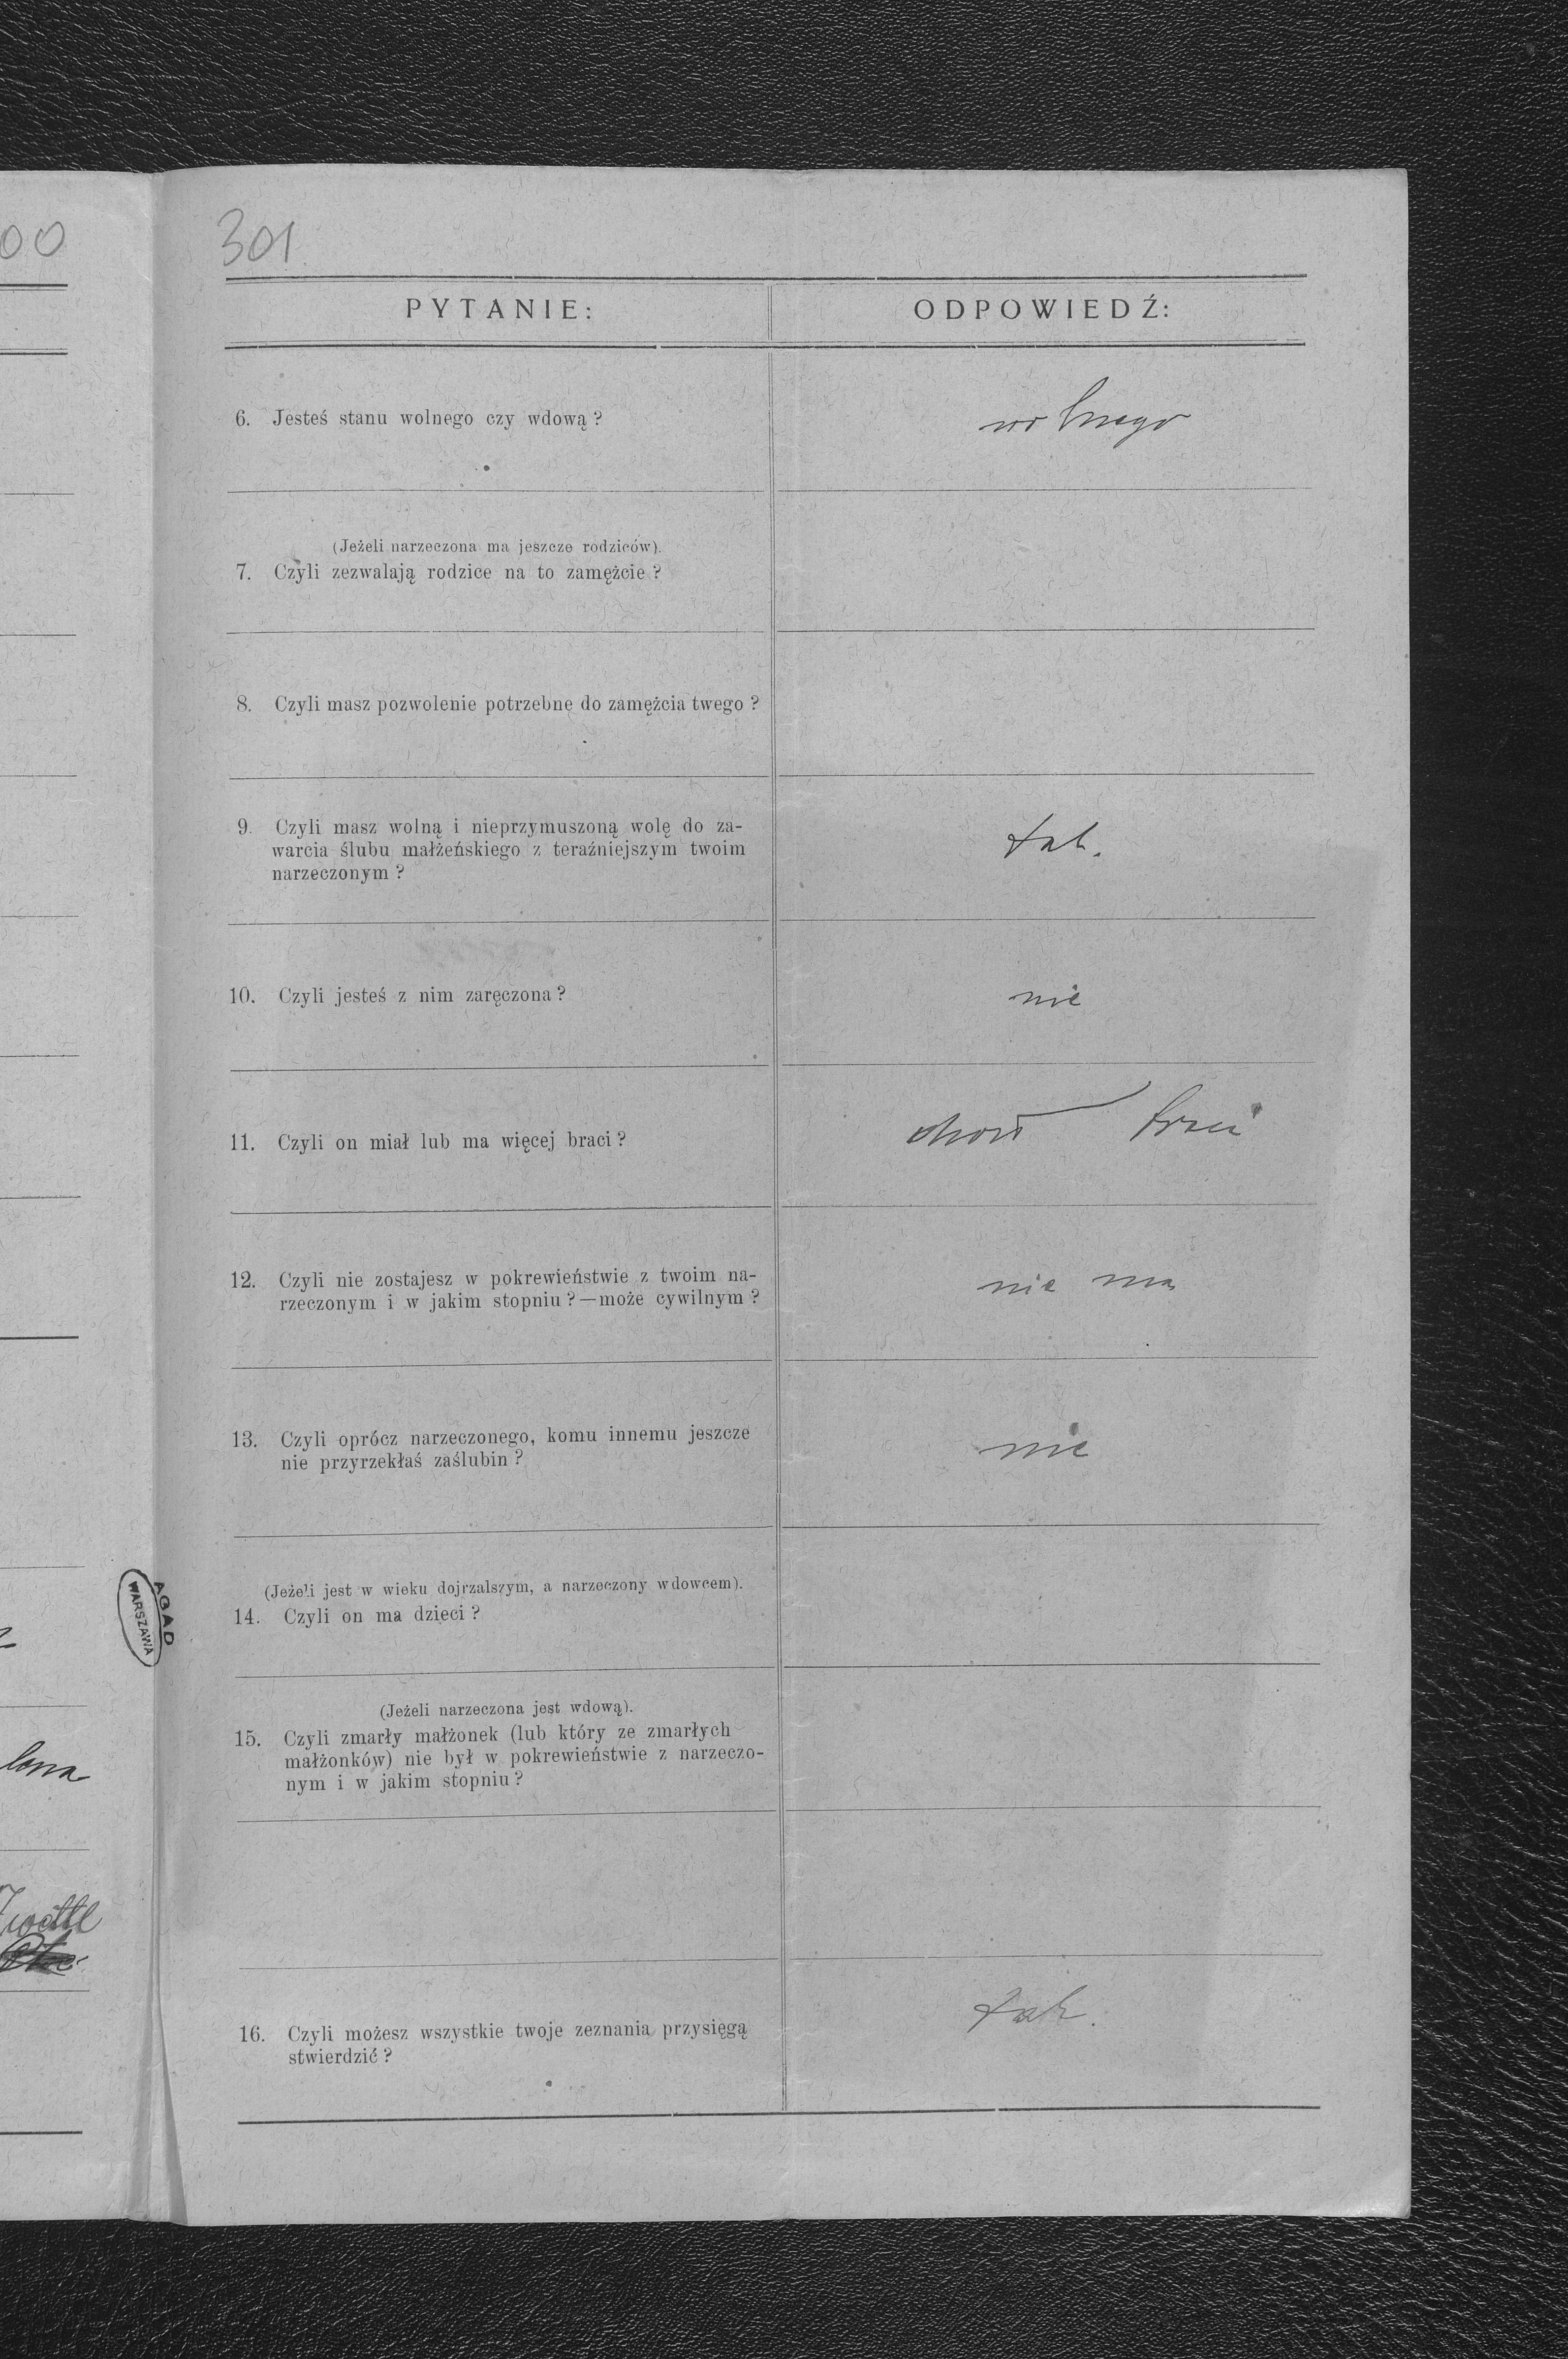 00
301
PYTANIE: ODPOWIEDŹ:
6. Jesteś stanu wolnego czy wdową? wolnego
(Jeżeli narzeczona ma jeszcze rodziców).
7. Czyli zezwalają rodzice na to zamężcie?
8. Czyli masz pozwolenie potrzebne do zamężcia twego?
9. Czyli masz wolną i nieprzymuszoną wolę do za-
warcia ślubu małżeńskiego z teraźniejszym twoim
narzeczonym?
tak.
10. Czyli jesteś z nim zaręczona? nie
11. Czyli on miał lub ma więcej braci? braci
12. Czyli nie zostajesz w pokrewieństwie z twoim na-
rzeczonym i w jakim stopniu?—może cywilnym?
nie ma
13. Czyli oprócz narzeczonego, komu innemu jeszcze
nie przyrzekłaś zaślubin?
nie
(Jeżeli jest w wieku dojrzalszym, a narzeczony wdowcem).
14. Czyli on ma dzieci?
(Jeżeli narzeczona jest wdową).
15. Czyli zmarły małżonek (lub który ze zmarłych
małżonków) nie był w pokrewieństwie z narzeczo-
nym i w jakim stopniu?
16. Czyli możesz wszystkie twoje zeznania przysięgą
stwierdzić?
tak.
AGAD
WARSZAWA